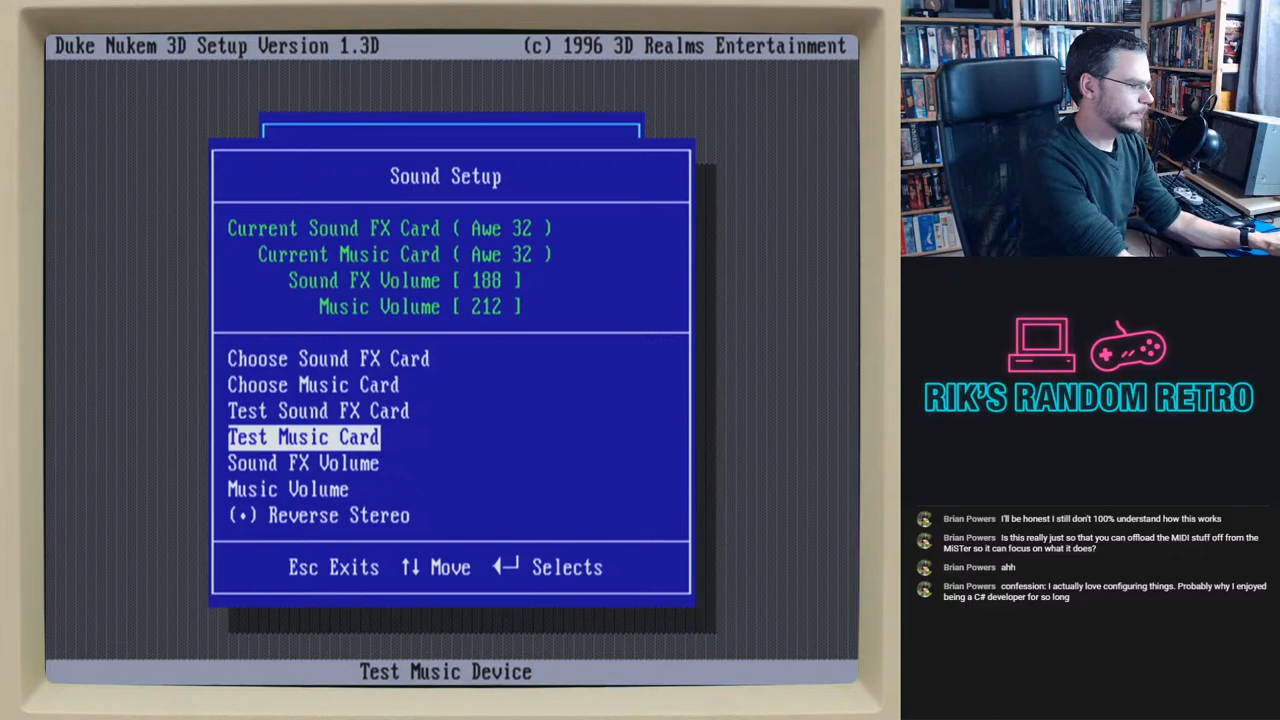 Duke Nukem 3D Setup Version 1.3D (c) 1996 3D Realms Entertainment
Sound Setup
Current Sound FX Card ( Awe 32 )
Current Music Card ( Awe 32 )
Sound FX Volume [ 188 ]
Music Volume [ 212 ]
Choose Sound FX Card
Choose Music Card
Test Sound FX Card
Test Music Card
Sound FX Volume
Music Volume
(♦) Reverse Stereo
Esc Exits ↑↓ Move ◄┘ Selects
Test Music Device
RIK'S RANDOM RETRO
Brian Powers I'll be honest I still don't 100% understand how this works
Brian Powers Is this really just so that you can offload the MIDI stuff off from the
MiSTer so it can focus on what it does?
Brian Powers ahh
Brian Powers confession: I actually love configuring things. Probably why I enjoyed
being a C# developer for so long